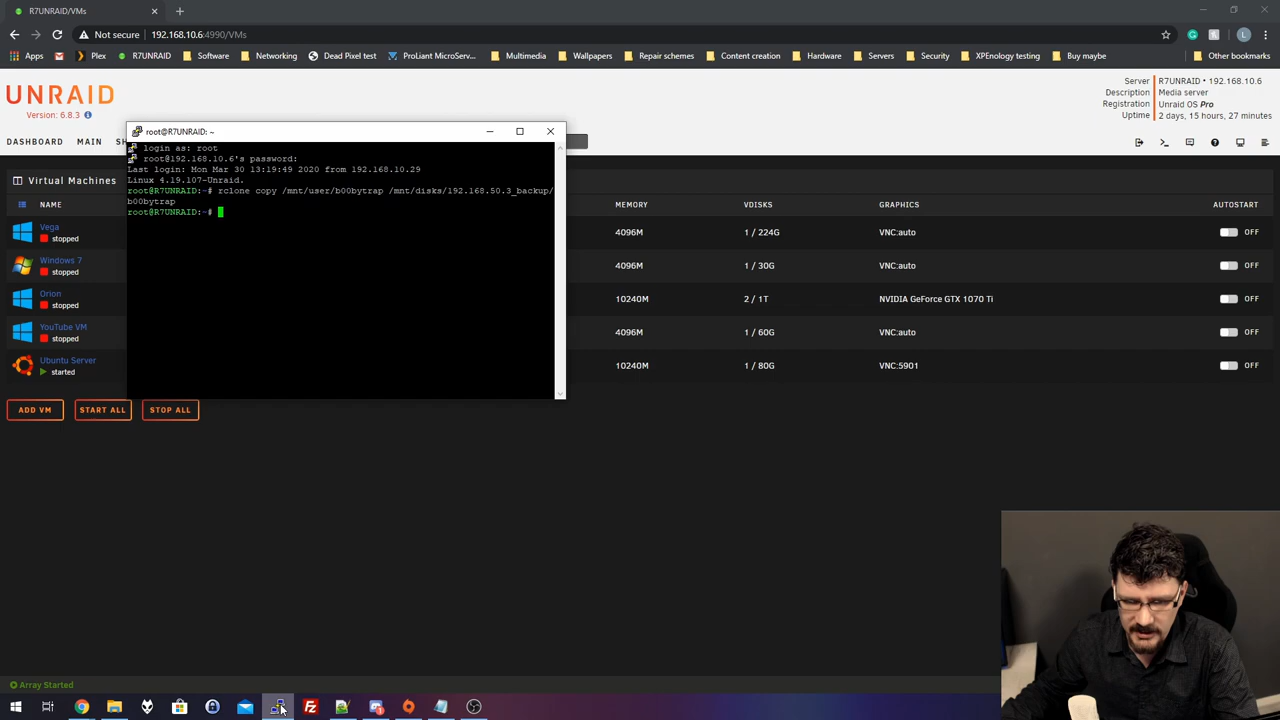 R7UNRAID/VMs
Not secure 192.168.10.6:4990/VMs
Apps Plex R7UNRAID Software Networking Dead Pixel test ProLiant MicroServ... Multimedia Wallpapers Repair schemes Content creation Hardware Servers Security XPEnology testing Buy maybe Other bookmarks
UNRAID
Version: 6.8.3
Server R7UNRAID • 192.168.10.6
Description Media server
Registration Unraid OS Pro
Uptime 2 days, 15 hours, 27 minutes
DASHBOARD MAIN SH
Virtual Machines
NAME MEMORY VDISKS GRAPHICS AUTOSTART
Vega
stopped
4096M 1 / 224G VNC:auto OFF
Windows 7
stopped
4096M 1 / 30G VNC:auto OFF
Orion
stopped
10240M 2 / 1T NVIDIA GeForce GTX 1070 Ti OFF
YouTube VM
stopped
4096M 1 / 60G VNC:auto OFF
Ubuntu Server
started
10240M 1 / 80G VNC:5901 OFF
ADD VM START ALL STOP ALL
root@R7UNRAID: ~
login as: root
root@192.168.10.6's password:
Last login: Mon Mar 30 13:19:49 2020 from 192.168.10.29
Linux 4.19.107-Unraid.
root@R7UNRAID:~# rclone copy /mnt/user/b00bytrap /mnt/disks/192.168.50.3_backup/
b00bytrap
root@R7UNRAID:~#
Array Started